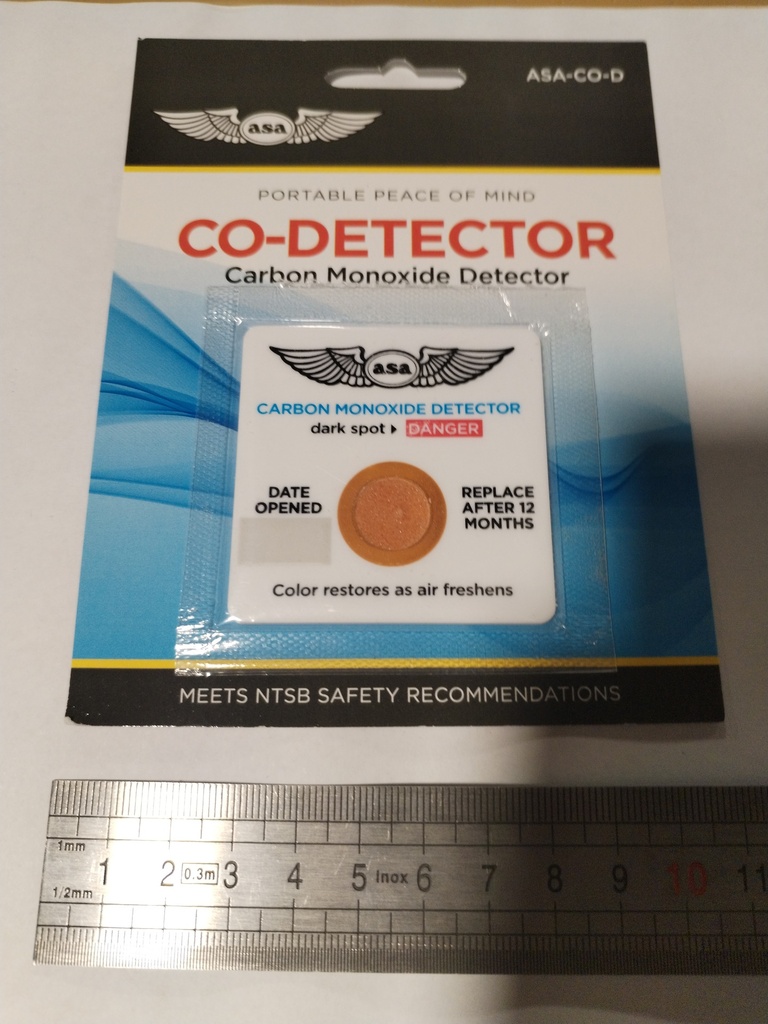 ASA-CO-D
asa
PORTABLE PEACE OF MIND
CO-DETECTOR
Carbon Monoxide Detector
asa
CARBON MONOXIDE DETECTOR
dark spot DANGER
DATE
OPENED
REPLACE
AFTER 12
MONTHS
Color restores as air freshens
MEETS NTSB SAFETY RECOMMENDATIONS
1mm
1 2 0.3m 3 4 5 Inox 6 7 8 9 10 11
1/2mm